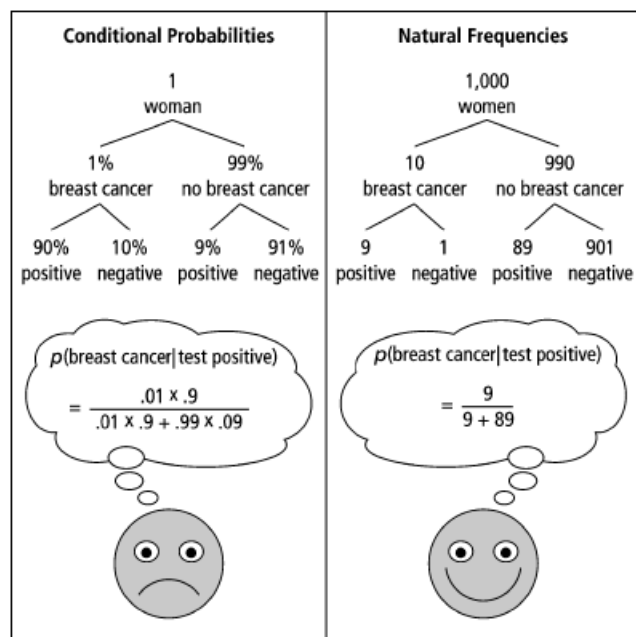 Conditional Probabilities
1
woman
1% 99%
breast cancer no breast cancer
90% 10% 9% 91%
positive negative positive negative
p(breast cancer|test positive)
= .01 x .9
.01 x .9 + .99 x .09
Natural Frequencies
1,000
women
10 990
breast cancer no breast cancer
9 1 89 901
positive negative positive negative
p(breast cancer|test positive)
= 9
9 + 89